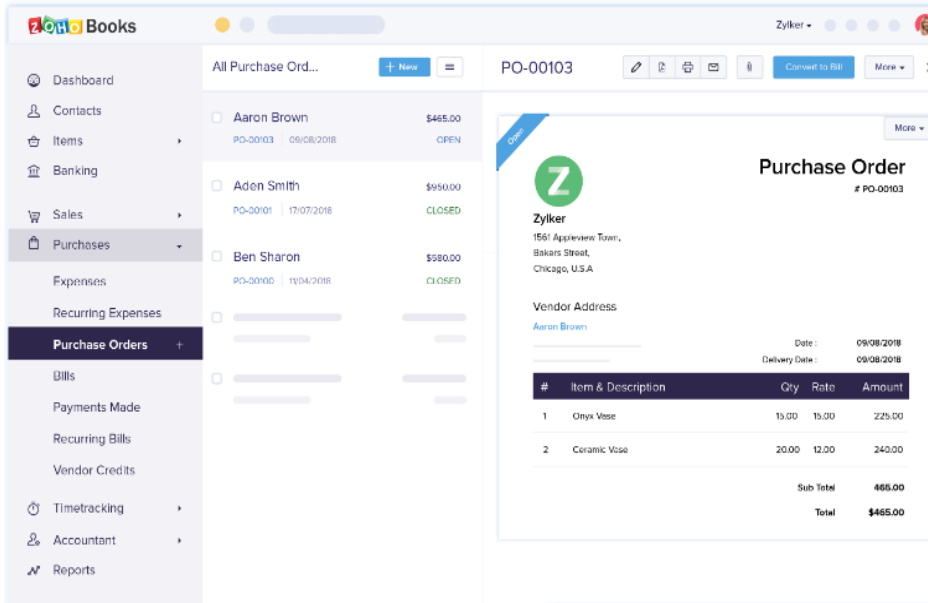 ZOHO Books
Zylker
Dashboard
Contacts
Items
Banking
Sales
Purchases
Expenses
Recurring Expenses
Purchase Orders +
Bills
Payments Made
Recurring Bills
Vendor Credits
Timetracking
Accountant
Reports
All Purchase Ord...
+ New
Aaron Brown $465.00
PO-00103 09/08/2018 OPEN
Aden Smith $950.00
PO-00101 17/07/2018 CLOSED
Ben Sharon $580.00
PO-00100 11/04/2018 CLOSED
PO-00103
Convert to Bill
More
More
Open
Z
Purchase Order
# PO-00103
Zylker
1561 Appleview Town,
Bakers Street,
Chicago, U.S.A
Vendor Address
Aaron Brown
Date : 09/08/2018
Delivery Date : 09/08/2018
# Item & Description Qty Rate Amount
1 Onyx Vase 15.00 15.00 225.00
2 Ceramic Vase 20.00 12.00 240.00
Sub Total 465.00
Total $465.00